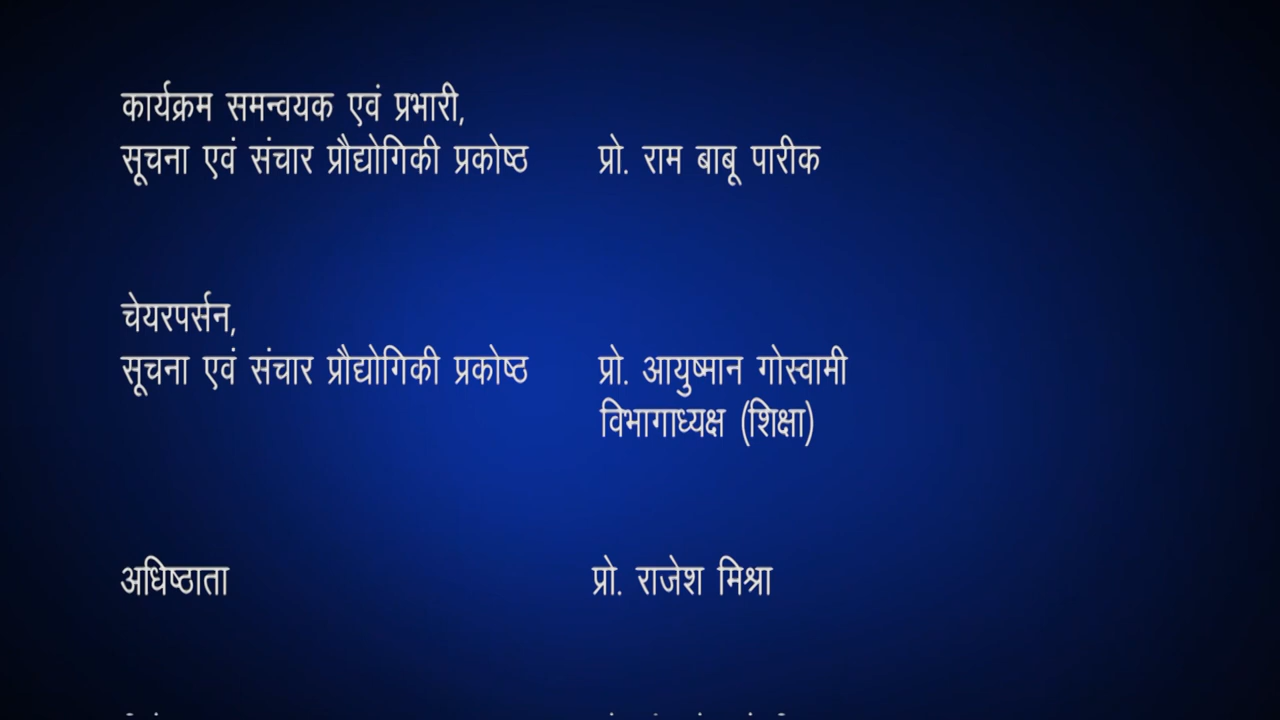 कार्यक्रम समन्वयक एवं प्रभारी,
सूचना एवं संचार प्रौद्योगिकी प्रकोष्ठ प्रो. राम बाबू पारीक
चेयरपर्सन,
सूचना एवं संचार प्रौद्योगिकी प्रकोष्ठ प्रो. आयुष्मान गोस्वामी
विभागाध्यक्ष (शिक्षा)
अधिष्ठाता प्रो. राजेश मिश्रा